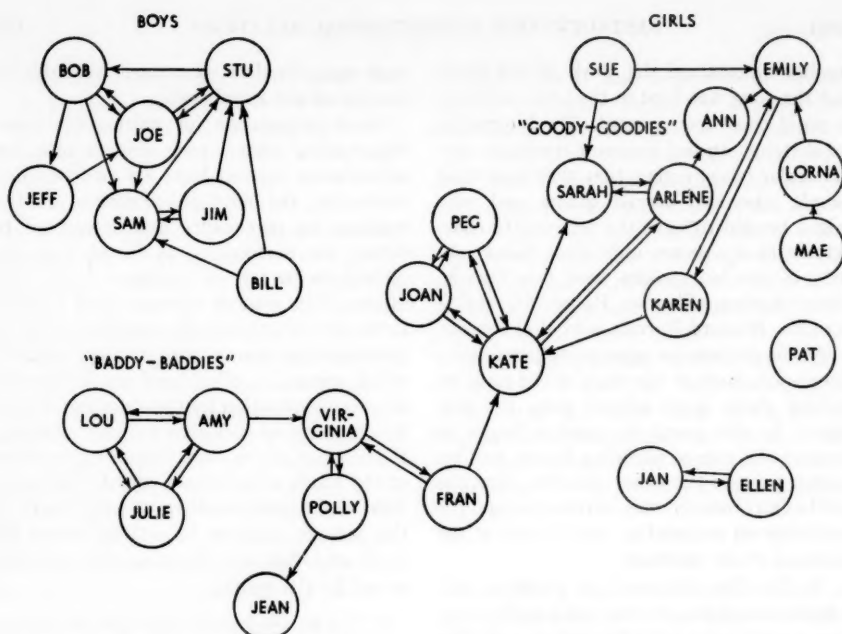 BOYS
GIRLS
BOB
STU
SUE
EMILY
JOE
ANN
"GOODY-GOODIES"
LORNA
JEFF
SAM
JIM
SARAH
ARLENE
PEG
MAE
BILL
JOAN
KAREN
KATE
PAT
"BADDY-BADDIES"
LOU
AMY
VIR-
GINIA
JULIE
POLLY
FRAN
JAN
ELLEN
JEAN